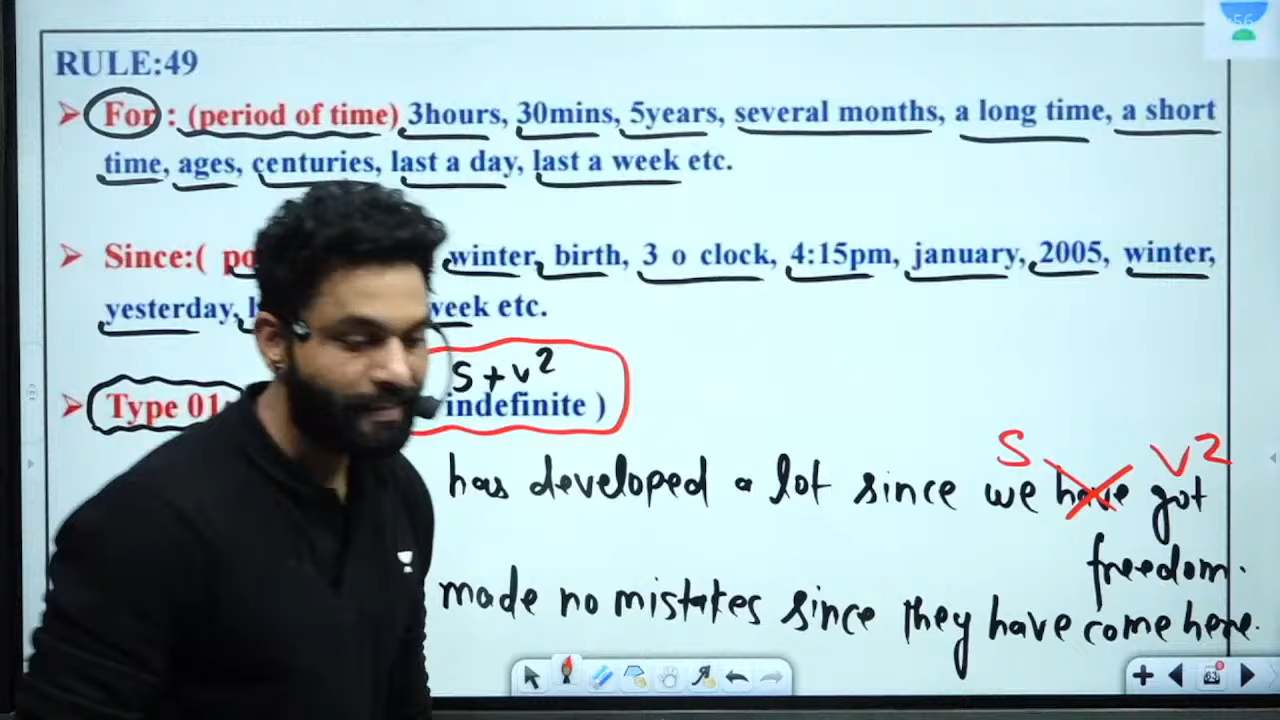 56
RULE:49
For : (period of time) 3hours, 30mins, 5years, several months, a long time, a short
time, ages, centuries, last a day, last a week etc.
Since:( winter, birth, 3 o clock, 4:15pm, january, 2005, winter,
yesterday, week etc.
S + V2
Type 01 indefinite )
S V2
has developed a lot since we have got
freedom.
made no mistakes since they have come here.
63